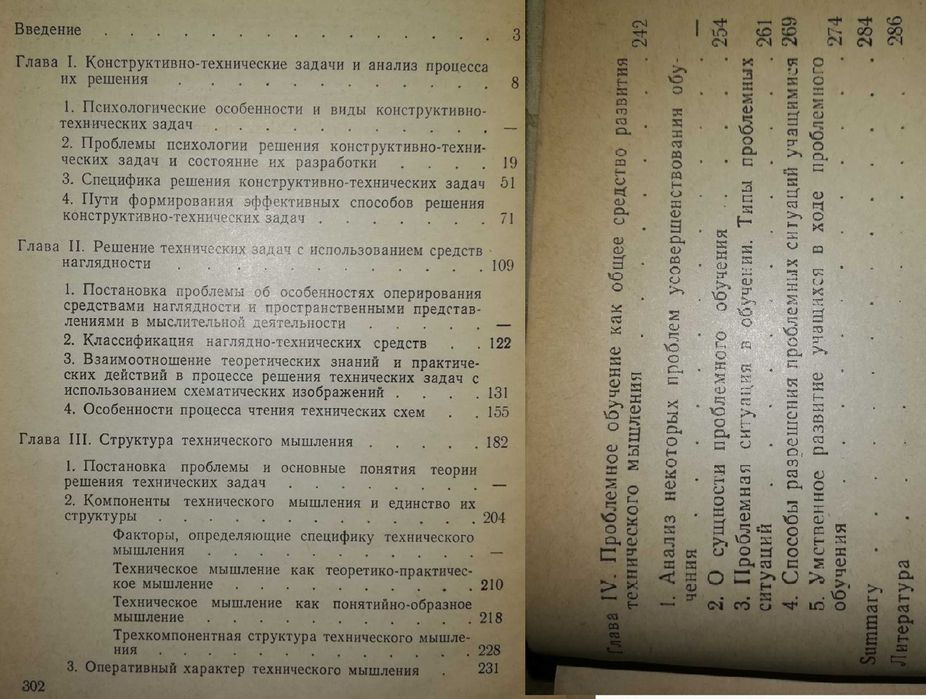 Введение . . . . . . . . . . . . . . . 3
Глава I. Конструктивно-технические задачи и анализ процесса
их решения . . . . . . . . . . . . 8
1. Психологические особенности и виды конструктивно-
технических задач . . . . . . . . . . . —
2. Проблемы психологии решения конструктивно-техни-
ческих задач и состояние их разработки . . . . 19
3. Специфика решения конструктивно-технических задач 51
4. Пути формирования эффективных способов решения
конструктивно-технических задач . . . . . . . 71
Глава II. Решение технических задач с использованием средств
наглядности . . . . . . . . . . . . 109
1. Постановка проблемы об особенностях оперирования
средствами наглядности и пространственными представ-
лениями в мыслительной деятельности . . . . . —
2. Классификация наглядно-технических средств . . 122
3. Взаимоотношение теоретических знаний и практиче-
ских действий в процессе решения технических задач с
использованием схематических изображений . . . . 131
4. Особенности процесса чтения технических схем . . 155
Глава III. Структура технического мышления . . . . . 182
1. Постановка проблемы и основные понятия теории
решения технических задач . . . . . . . . —
2. Компоненты технического мышления и единство их
структуры . . . . . . . . . . . . . 204
Факторы, определяющие специфику технического
мышления . . . . . . . . . . . —
Техническое мышление как теоретико-практичес-
кое мышление . . . . . . . . . . 210
Техническое мышление как понятийно-образное
мышление . . . . . . . . . . . 218
Трехкомпонентная структура технического мышле-
ния . . . . . . . . . . . . . 228
3. Оперативный характер технического мышления . 231
302
Глава IV. Проблемное обучение как общее средство развития
технического мышления . . . . . . . . . 242
1. Анализ некоторых проблем усовершенствования обу-
чения . . . . . . . . . . . . . —
2. О сущности проблемного обучения . . . . . 254
3. Проблемная ситуация в обучении. Типы проблемных
ситуаций . . . . . . . . . . . . 261
4. Способы разрешения проблемных ситуаций учащимися 269
5. Умственное развитие учащихся в ходе проблемного
обучения . . . . . . . . . . . . 274
Summary . . . . . . . . . . . . . 284
Литература . . . . . . . . . . . . 286